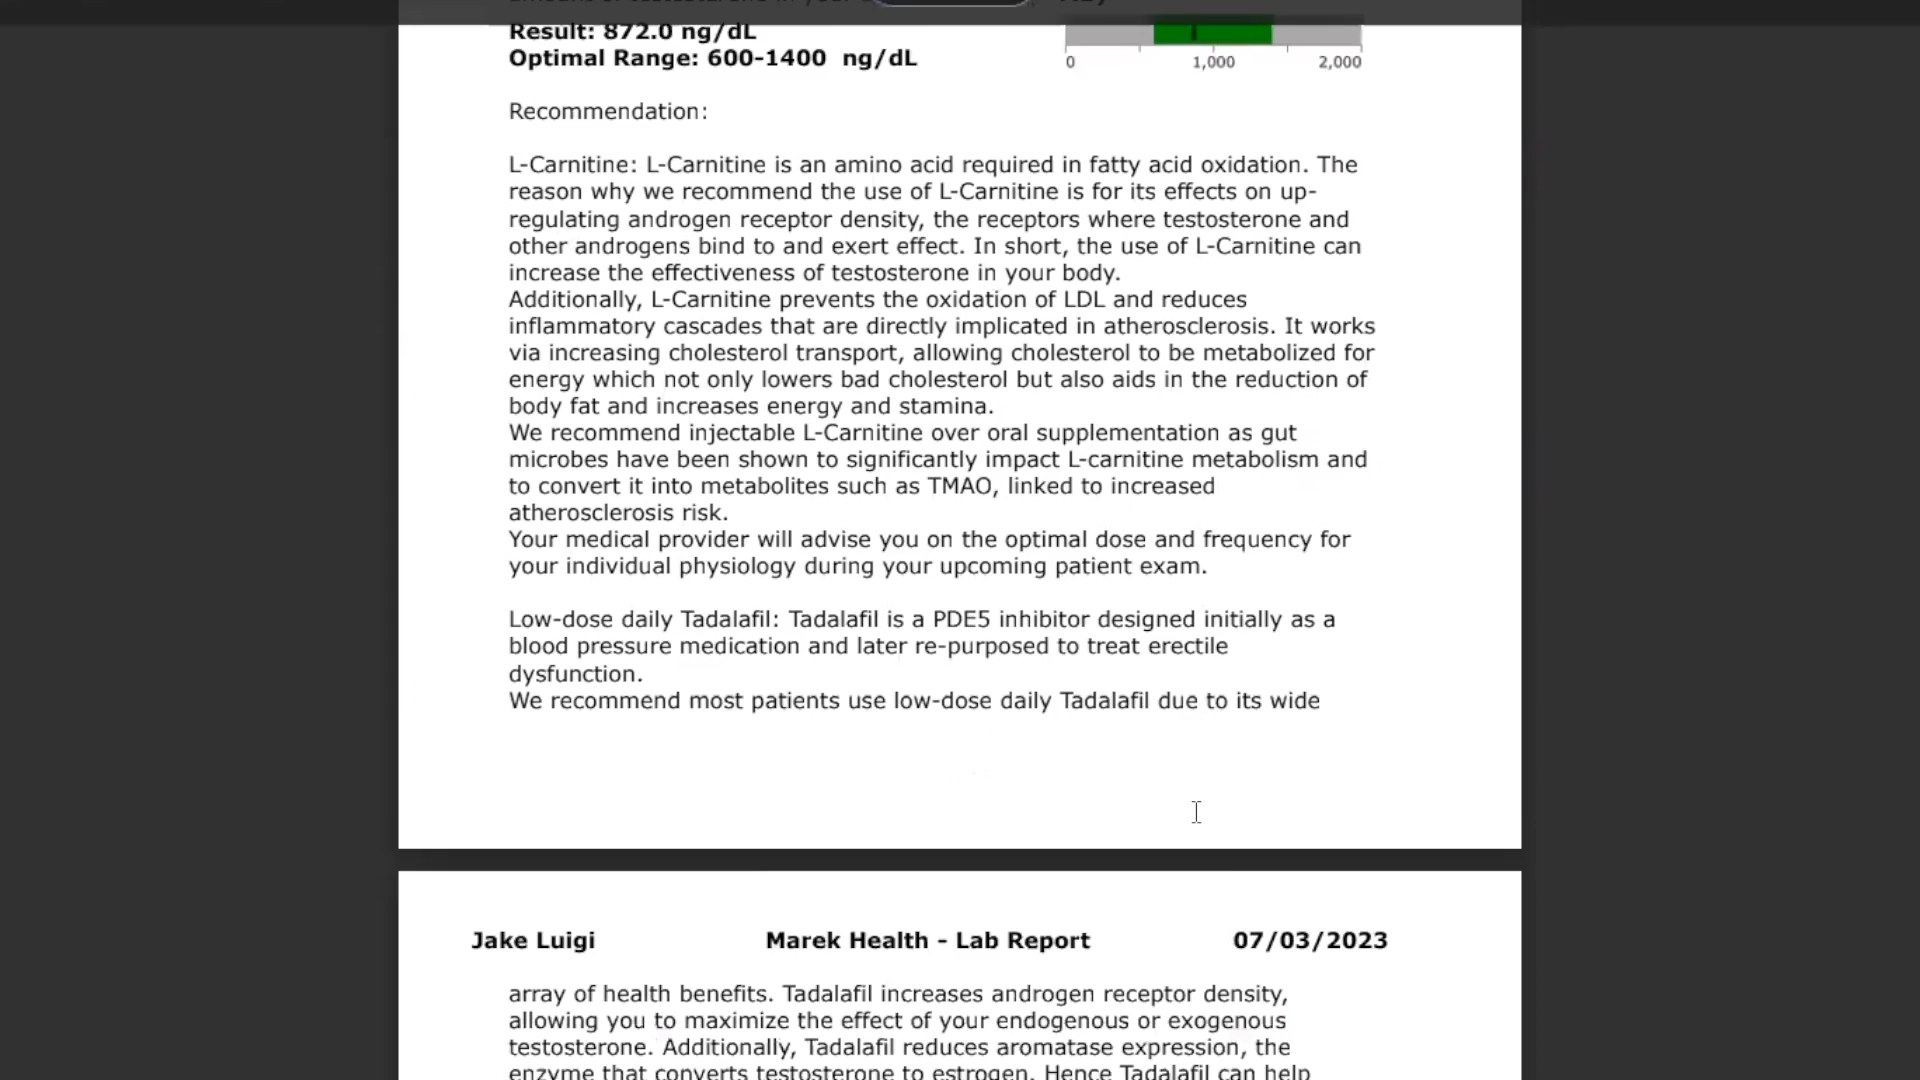 Result: 872.0 ng/dL
Optimal Range: 600-1400 ng/dL
0 1,000 2,000
Recommendation:
L-Carnitine: L-Carnitine is an amino acid required in fatty acid oxidation. The
reason why we recommend the use of L-Carnitine is for its effects on up-
regulating androgen receptor density, the receptors where testosterone and
other androgens bind to and exert effect. In short, the use of L-Carnitine can
increase the effectiveness of testosterone in your body.
Additionally, L-Carnitine prevents the oxidation of LDL and reduces
inflammatory cascades that are directly implicated in atherosclerosis. It works
via increasing cholesterol transport, allowing cholesterol to be metabolized for
energy which not only lowers bad cholesterol but also aids in the reduction of
body fat and increases energy and stamina.
We recommend injectable L-Carnitine over oral supplementation as gut
microbes have been shown to significantly impact L-carnitine metabolism and
to convert it into metabolites such as TMAO, linked to increased
atherosclerosis risk.
Your medical provider will advise you on the optimal dose and frequency for
your individual physiology during your upcoming patient exam.
Low-dose daily Tadalafil: Tadalafil is a PDE5 inhibitor designed initially as a
blood pressure medication and later re-purposed to treat erectile
dysfunction.
We recommend most patients use low-dose daily Tadalafil due to its wide
Jake Luigi Marek Health - Lab Report 07/03/2023
array of health benefits. Tadalafil increases androgen receptor density,
allowing you to maximize the effect of your endogenous or exogenous
testosterone. Additionally, Tadalafil reduces aromatase expression, the
enzyme that converts testosterone to estrogen. Hence Tadalafil can help